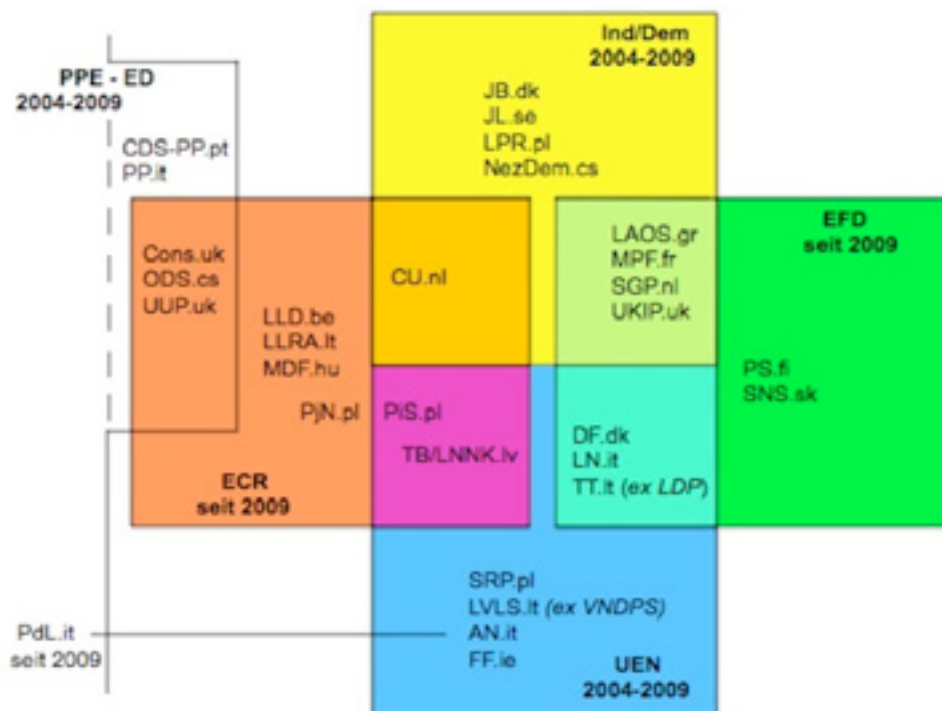 PPE - ED
2004-2009
CDS-PP.pt
PP.it
Ind/Dem
2004-2009
JB.dk
JL.se
LPR.pl
NezDem.cs
Cons.uk
ODS.cs
UUP.uk
LLD.be
LLRA.lt
MDF.hu
PjN.pl
ECR
seit 2009
CU.nl
PiS.pl
TB/LNNK.lv
LAOS.gr
MPF.fr
SGP.nl
UKIP.uk
EFD
seit 2009
PS.fi
SNS.sk
DF.dk
LN.it
TT.lt (ex LDP)
SRP.pl
LVLS.lt (ex VNDPS)
AN.it
FF.ie
UEN
2004-2009
PdL.it
seit 2009